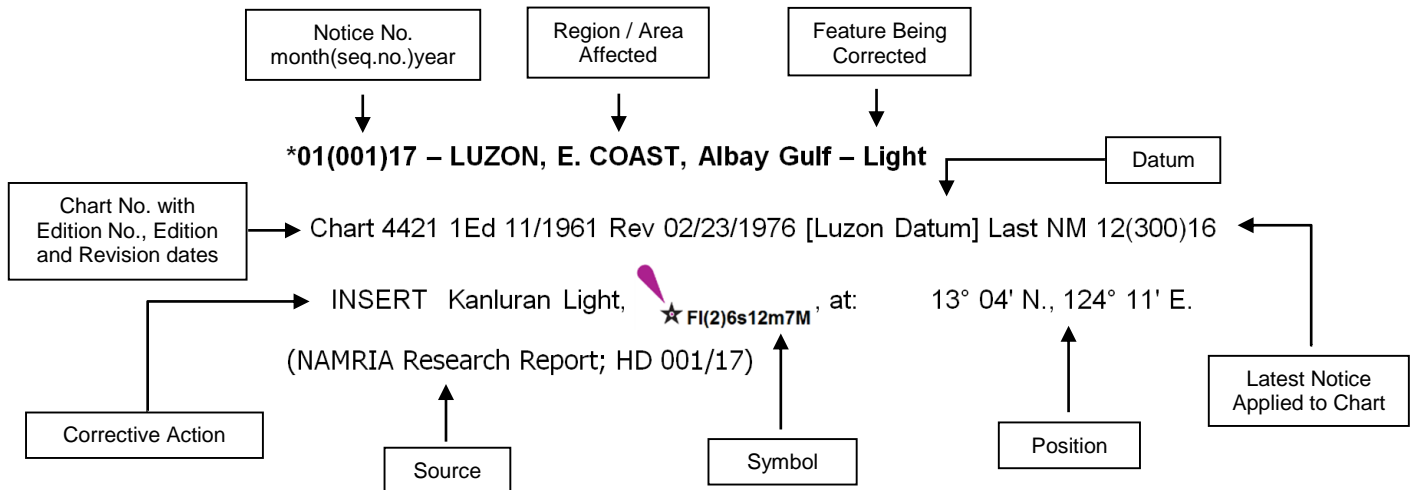 Notice No.
month(seq.no.)year
Region / Area
Affected
Feature Being
Corrected
*01(001)17 – LUZON, E. COAST, Albay Gulf – Light
Datum
Chart No. with
Edition No., Edition
and Revision dates
Chart 4421 1Ed 11/1961 Rev 02/23/1976 [Luzon Datum] Last NM 12(300)16
INSERT Kanluran Light, Fl(2)6s12m7M , at: 13° 04' N., 124° 11' E.
(NAMRIA Research Report; HD 001/17)
Latest Notice
Applied to Chart
Corrective Action
Source
Symbol
Position